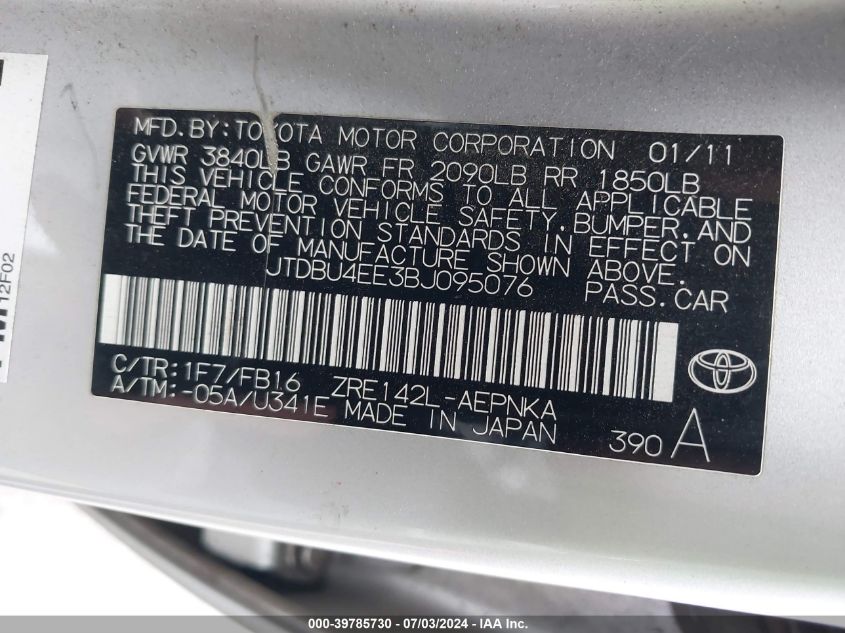 MFD.BY:TOYOTA MOTOR CORPORATION 01/11
GVWR 3840LB GAWR FR 2090LB RR 1850LB
THIS VEHICLE CONFORMS TO ALL APPLICABLE
FEDERAL MOTOR VEHICLE SAFETY,BUMPER,AND
THEFT PREVENTION STANDARDS IN EFFECT ON
THE DATE OF MANUFACTURE SHOWN ABOVE.
JTDBU4EE3BJ095076 PASS.CAR
C/TR:1F7/FB16 ZRE142L-AEPNKA
A/TM:-05A/U341E MADE IN JAPAN
390 A
12F02
000-39785730 - 07/03/2024 - IAA Inc.